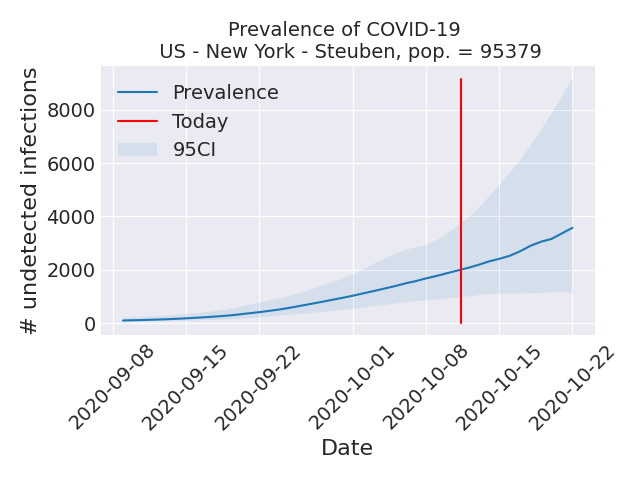 Prevalence of COVID-19
US - New York - Steuben, pop. = 95379
# undetected infections
8000
6000
4000
2000
0
Prevalence
Today
95CI
2020-09-08
2020-09-15
2020-09-22
2020-10-01
2020-10-08
2020-10-15
2020-10-22
Date